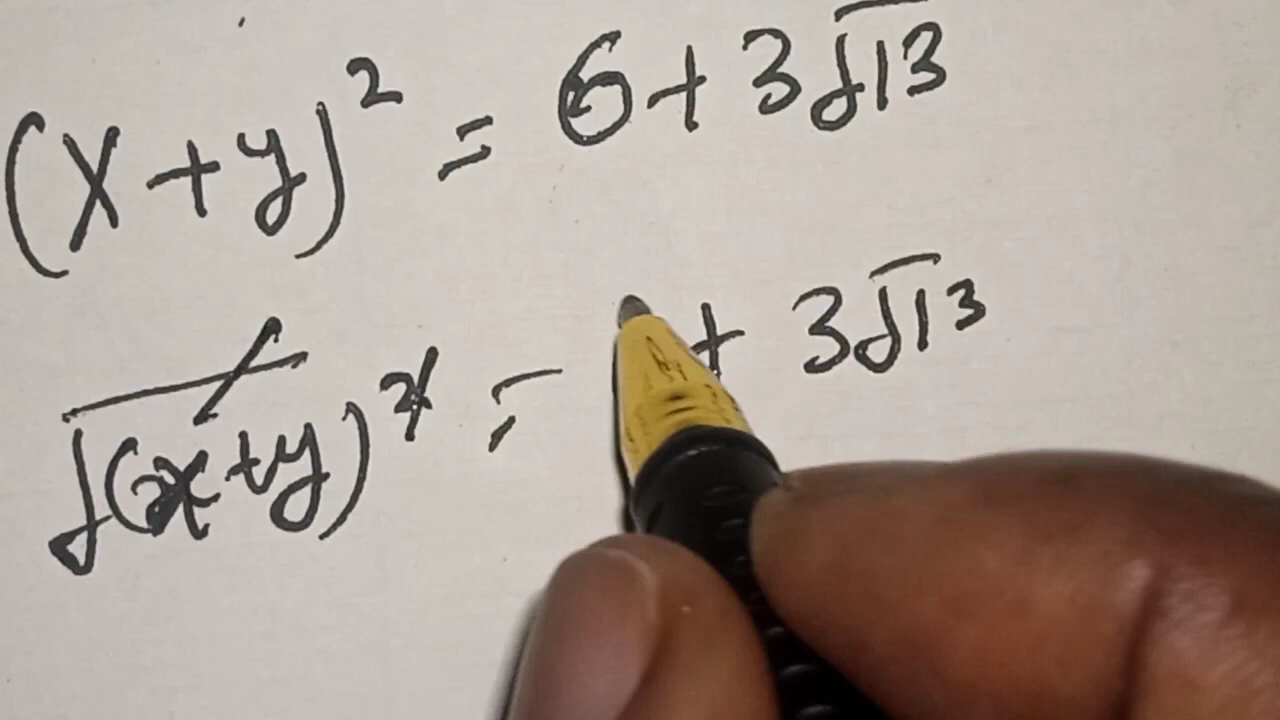 (x+y)² = 6+3√13
√(x+y)² = + 3√13